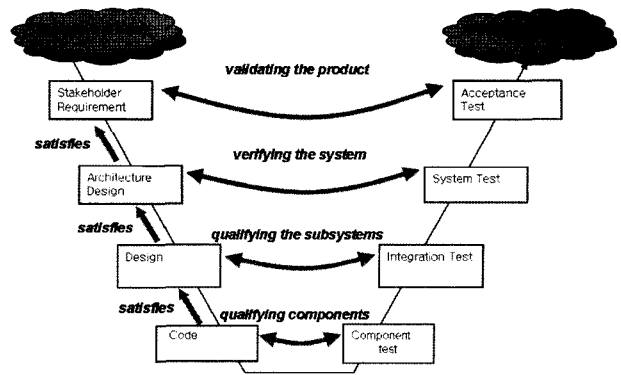 validating the product
Stakeholder
Requirement
Acceptance
Test
satisfies
verifying the system
Architecture
Design
System Test
satisfies
qualifying the subsystems
Design
Integration Test
satisfies
qualifying components
Code
Component
test